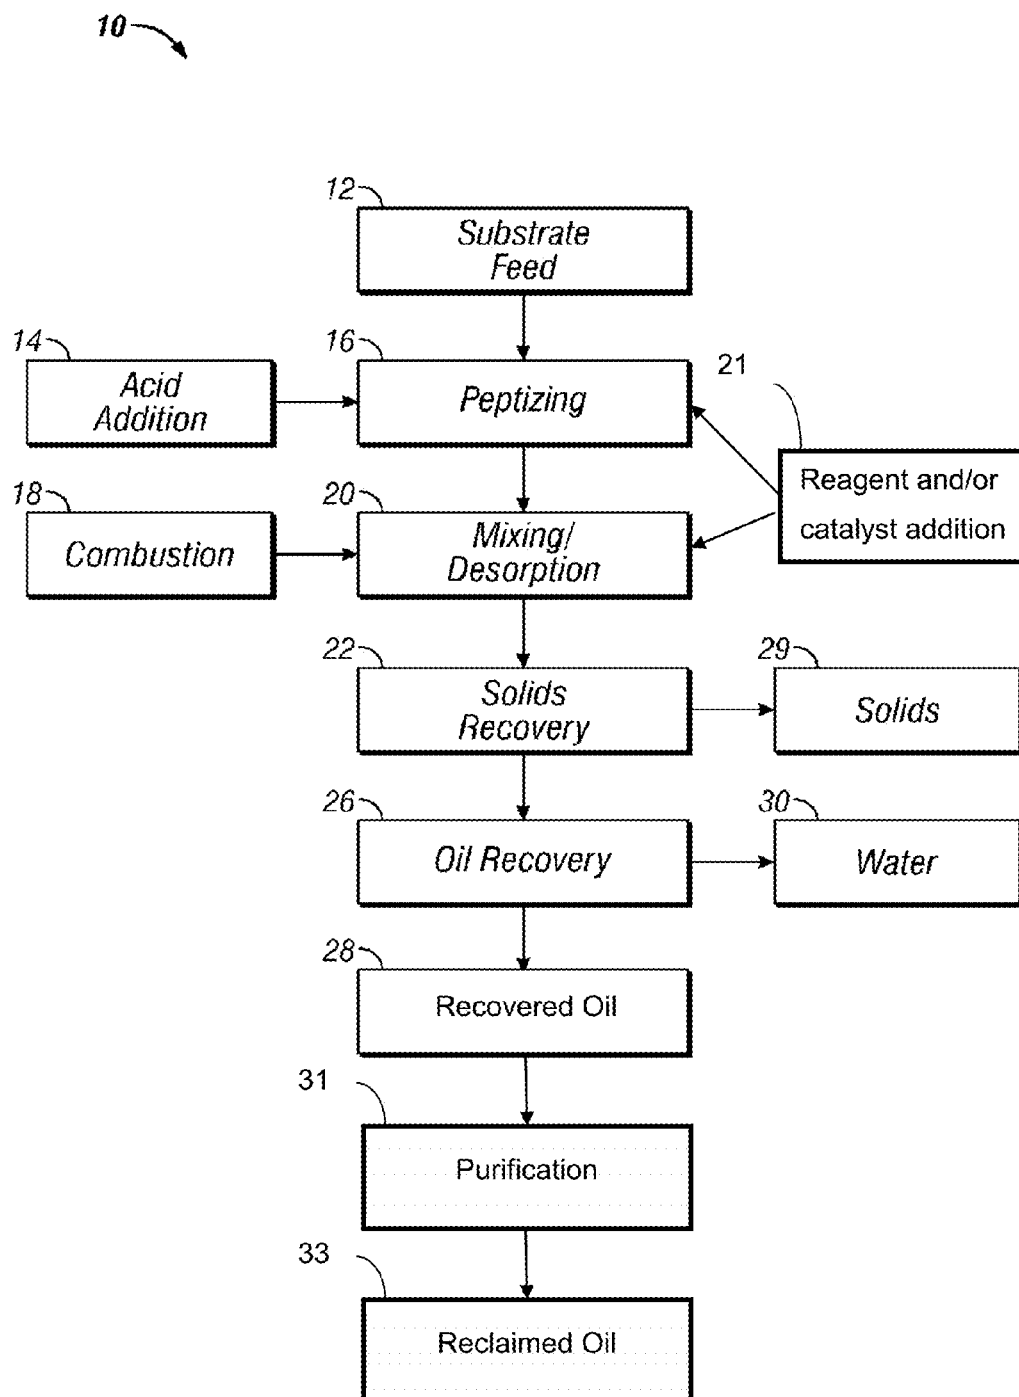 10
12
Substrate
Feed
14
Acid
Addition
16
Peptizing
21
Reagent and/or
catalyst addition
18
Combustion
20
Mixing/
Desorption
22
Solids
Recovery
29
Solids
26
Oil Recovery
30
Water
28
Recovered Oil
31
Purification
33
Reclaimed Oil